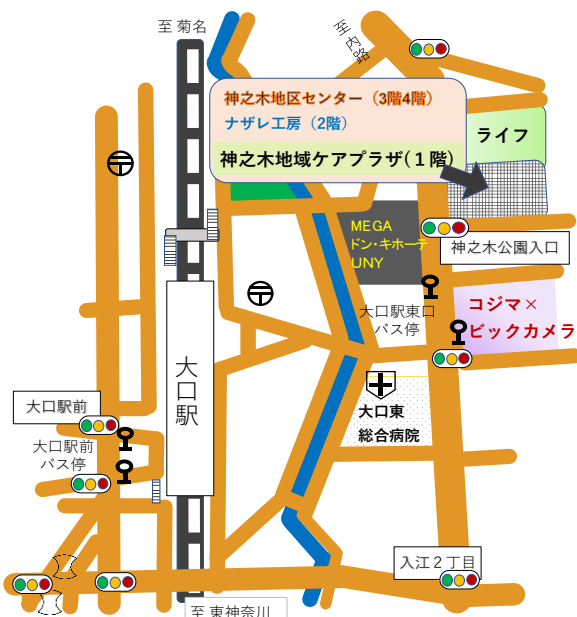 至 菊名
至内路
神之木地区センター（3階4階）
ナザレ工房（2階）
神之木地域ケアプラザ(１階)
ライフ
MEGA
ドン・キホーテ
UNY
神之木公園入口
大口駅東口
バス停
コジマ×
ビックカメラ
大口駅
大口駅前
大口駅前
バス停
大口東
総合病院
入江２丁目
至 東神奈川